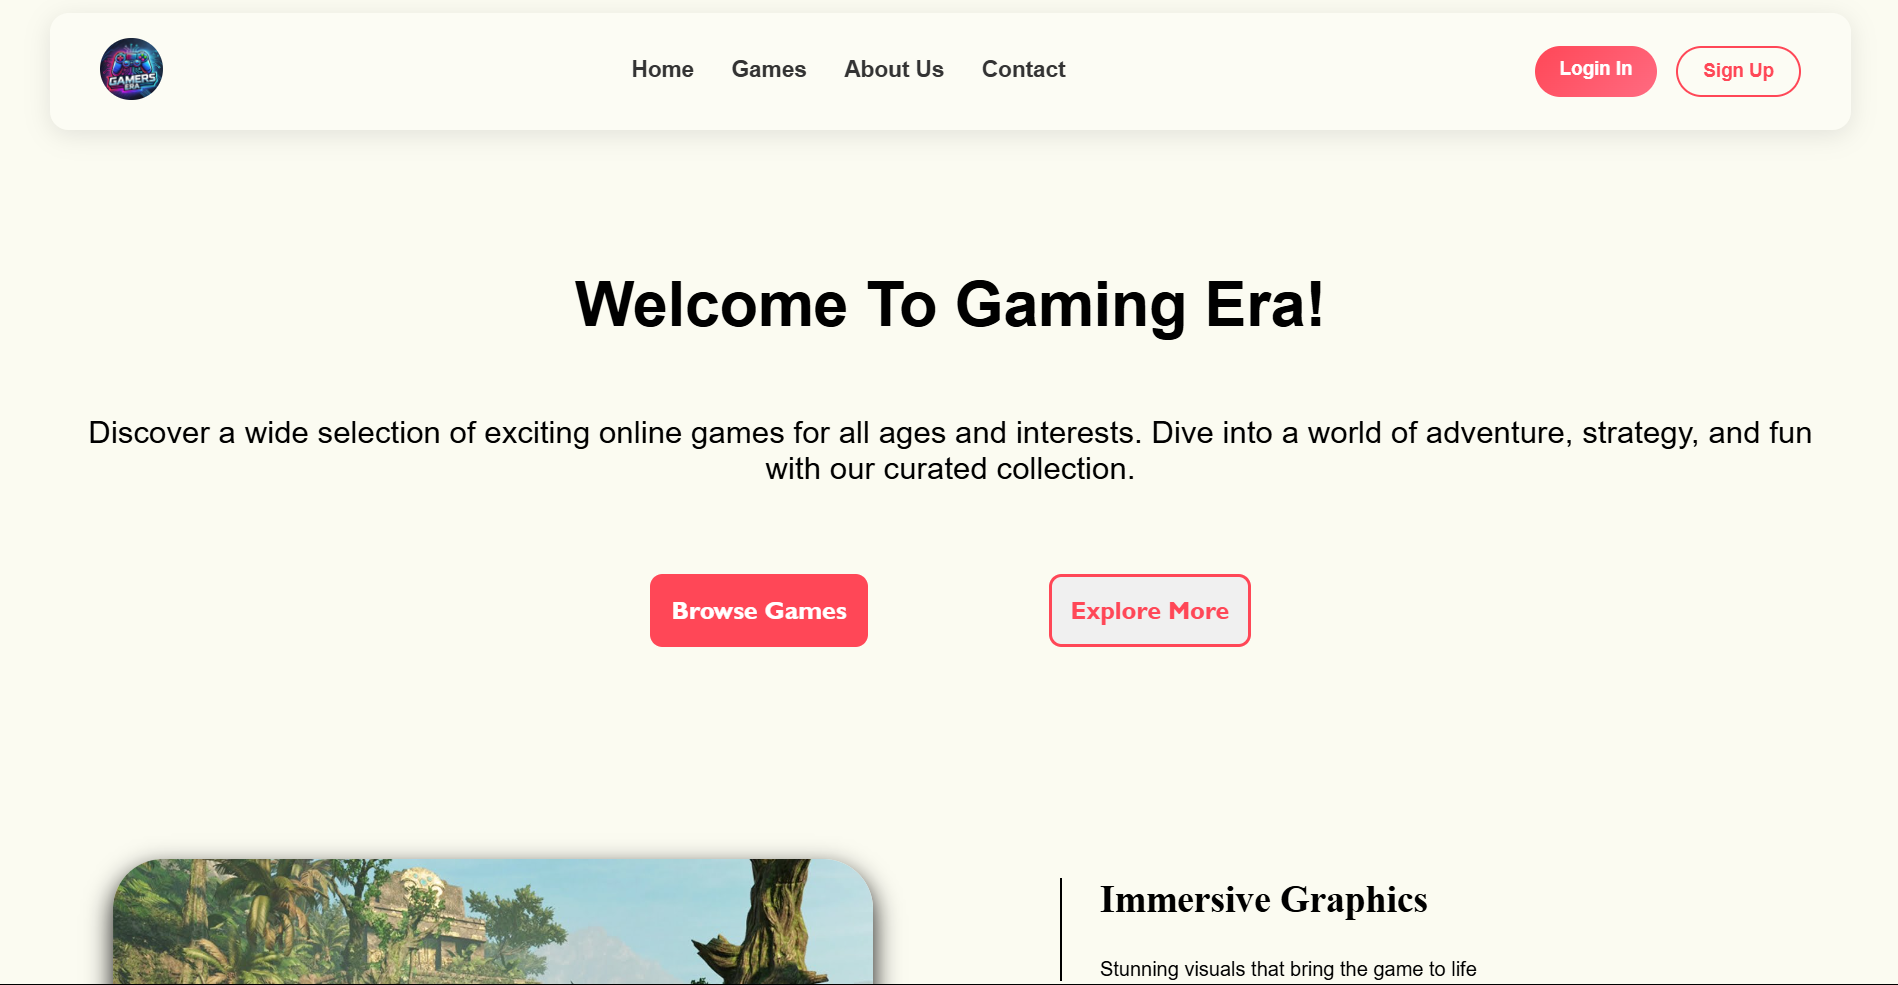 GAMERS
ERA
Home Games About Us Contact
Login In
Sign Up
Welcome To Gaming Era!
Discover a wide selection of exciting online games for all ages and interests. Dive into a world of adventure, strategy, and fun
with our curated collection.
Browse Games
Explore More
Immersive Graphics
Stunning visuals that bring the game to life